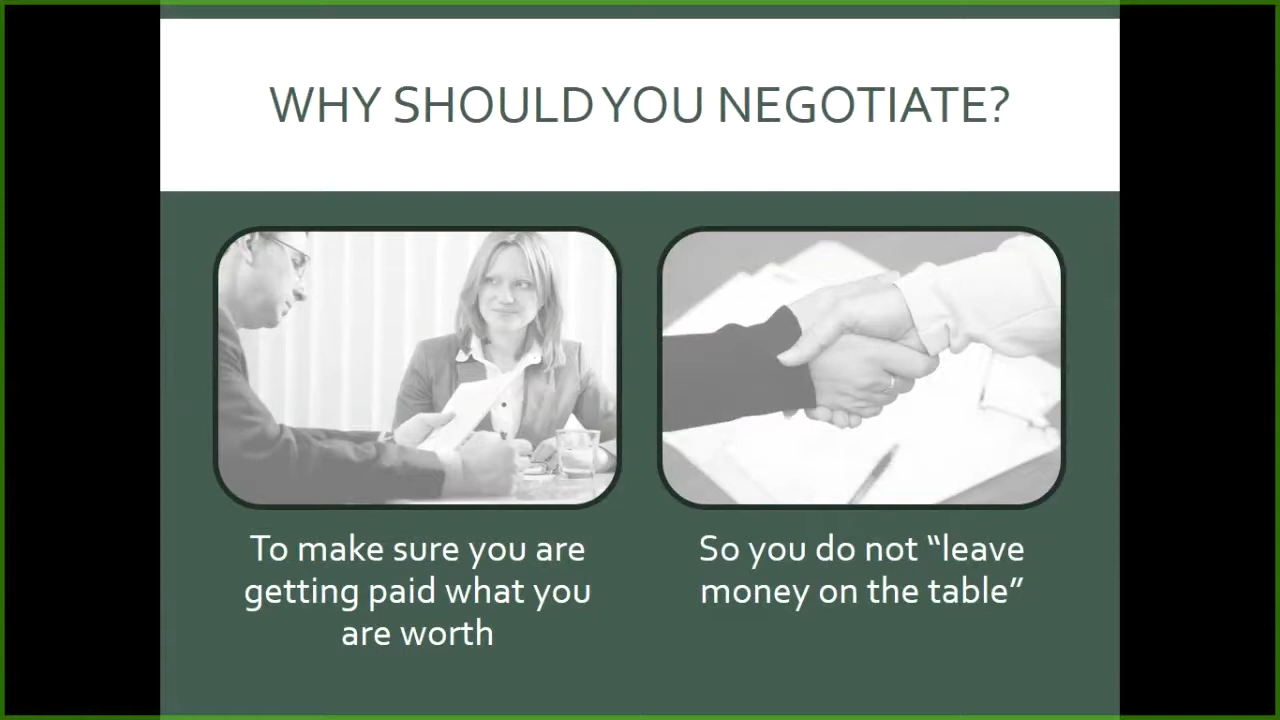 WHY SHOULD YOU NEGOTIATE?
To make sure you are
getting paid what you
are worth
So you do not “leave
money on the table”